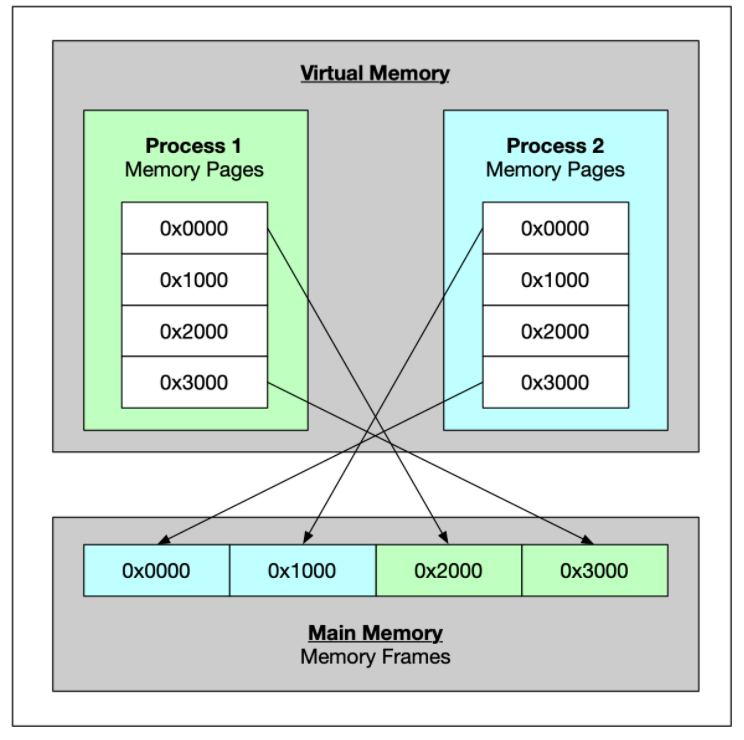 Virtual Memory
Process 1
Memory Pages
0x0000
0x1000
0x2000
0x3000
Process 2
Memory Pages
0x0000
0x1000
0x2000
0x3000
0x0000 0x1000 0x2000 0x3000
Main Memory
Memory Frames